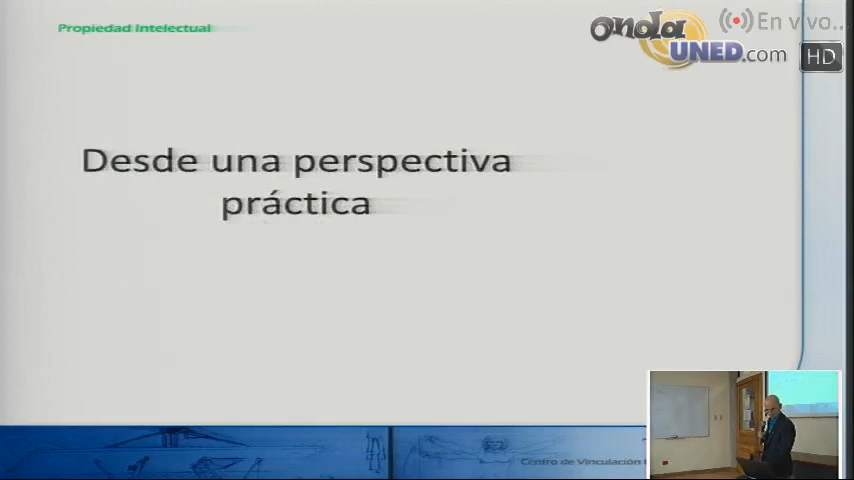 Propiedad Intelectual
onda
UNED.com
En vivo...
HD
Desde una perspectiva
práctica
Centro de Vinculación